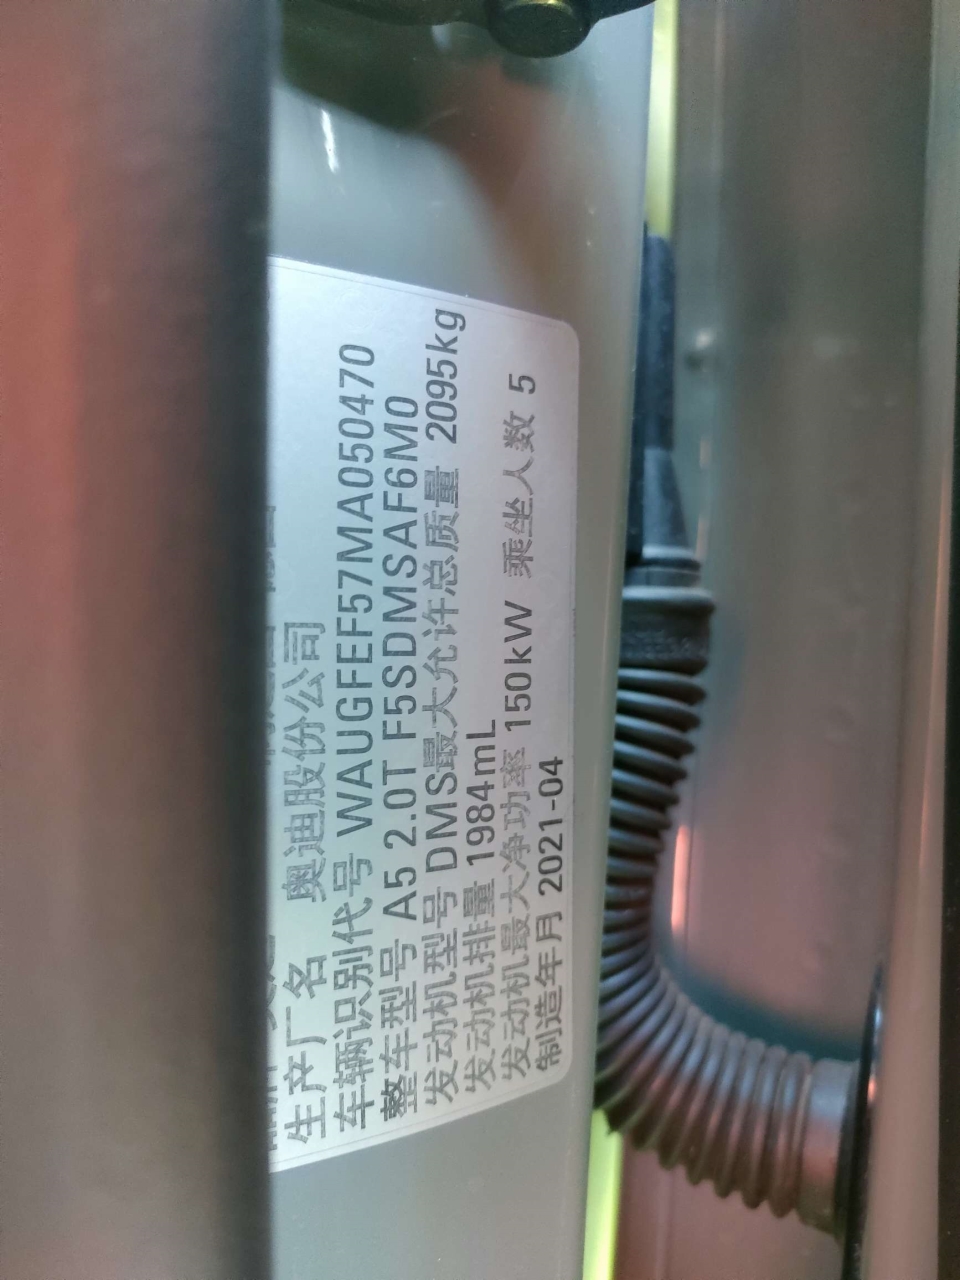 生产厂名 奥迪股份公司
车辆识别代号 WAUGFEF57MA050470
整车型号 A5 2.0T F5SDMSAF6M0
发动机型号 DMS最大允许总质量 2095kg
发动机排量 1984mL
发动机最大净功率 150kW 乘坐人数 5
制造年月 2021-04